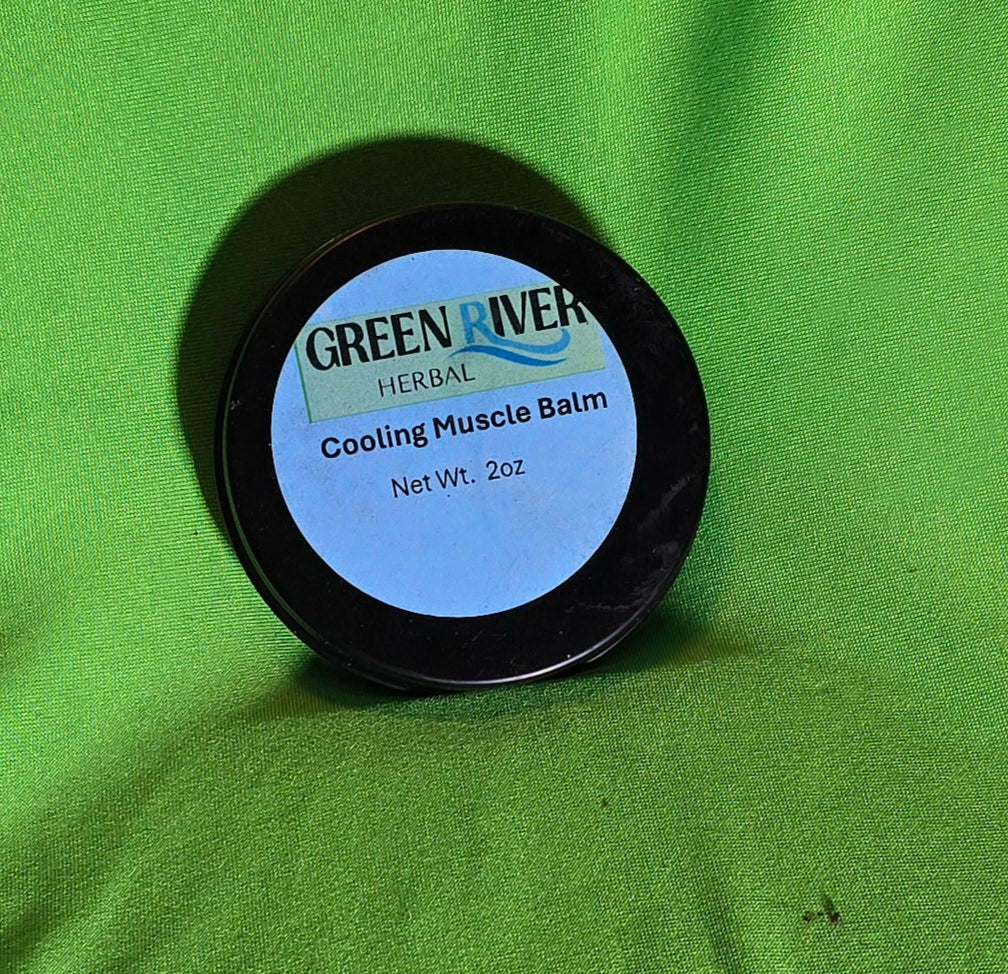 GREEN RIVER
HERBAL
Cooling Muscle Balm
Net Wt. 2oz